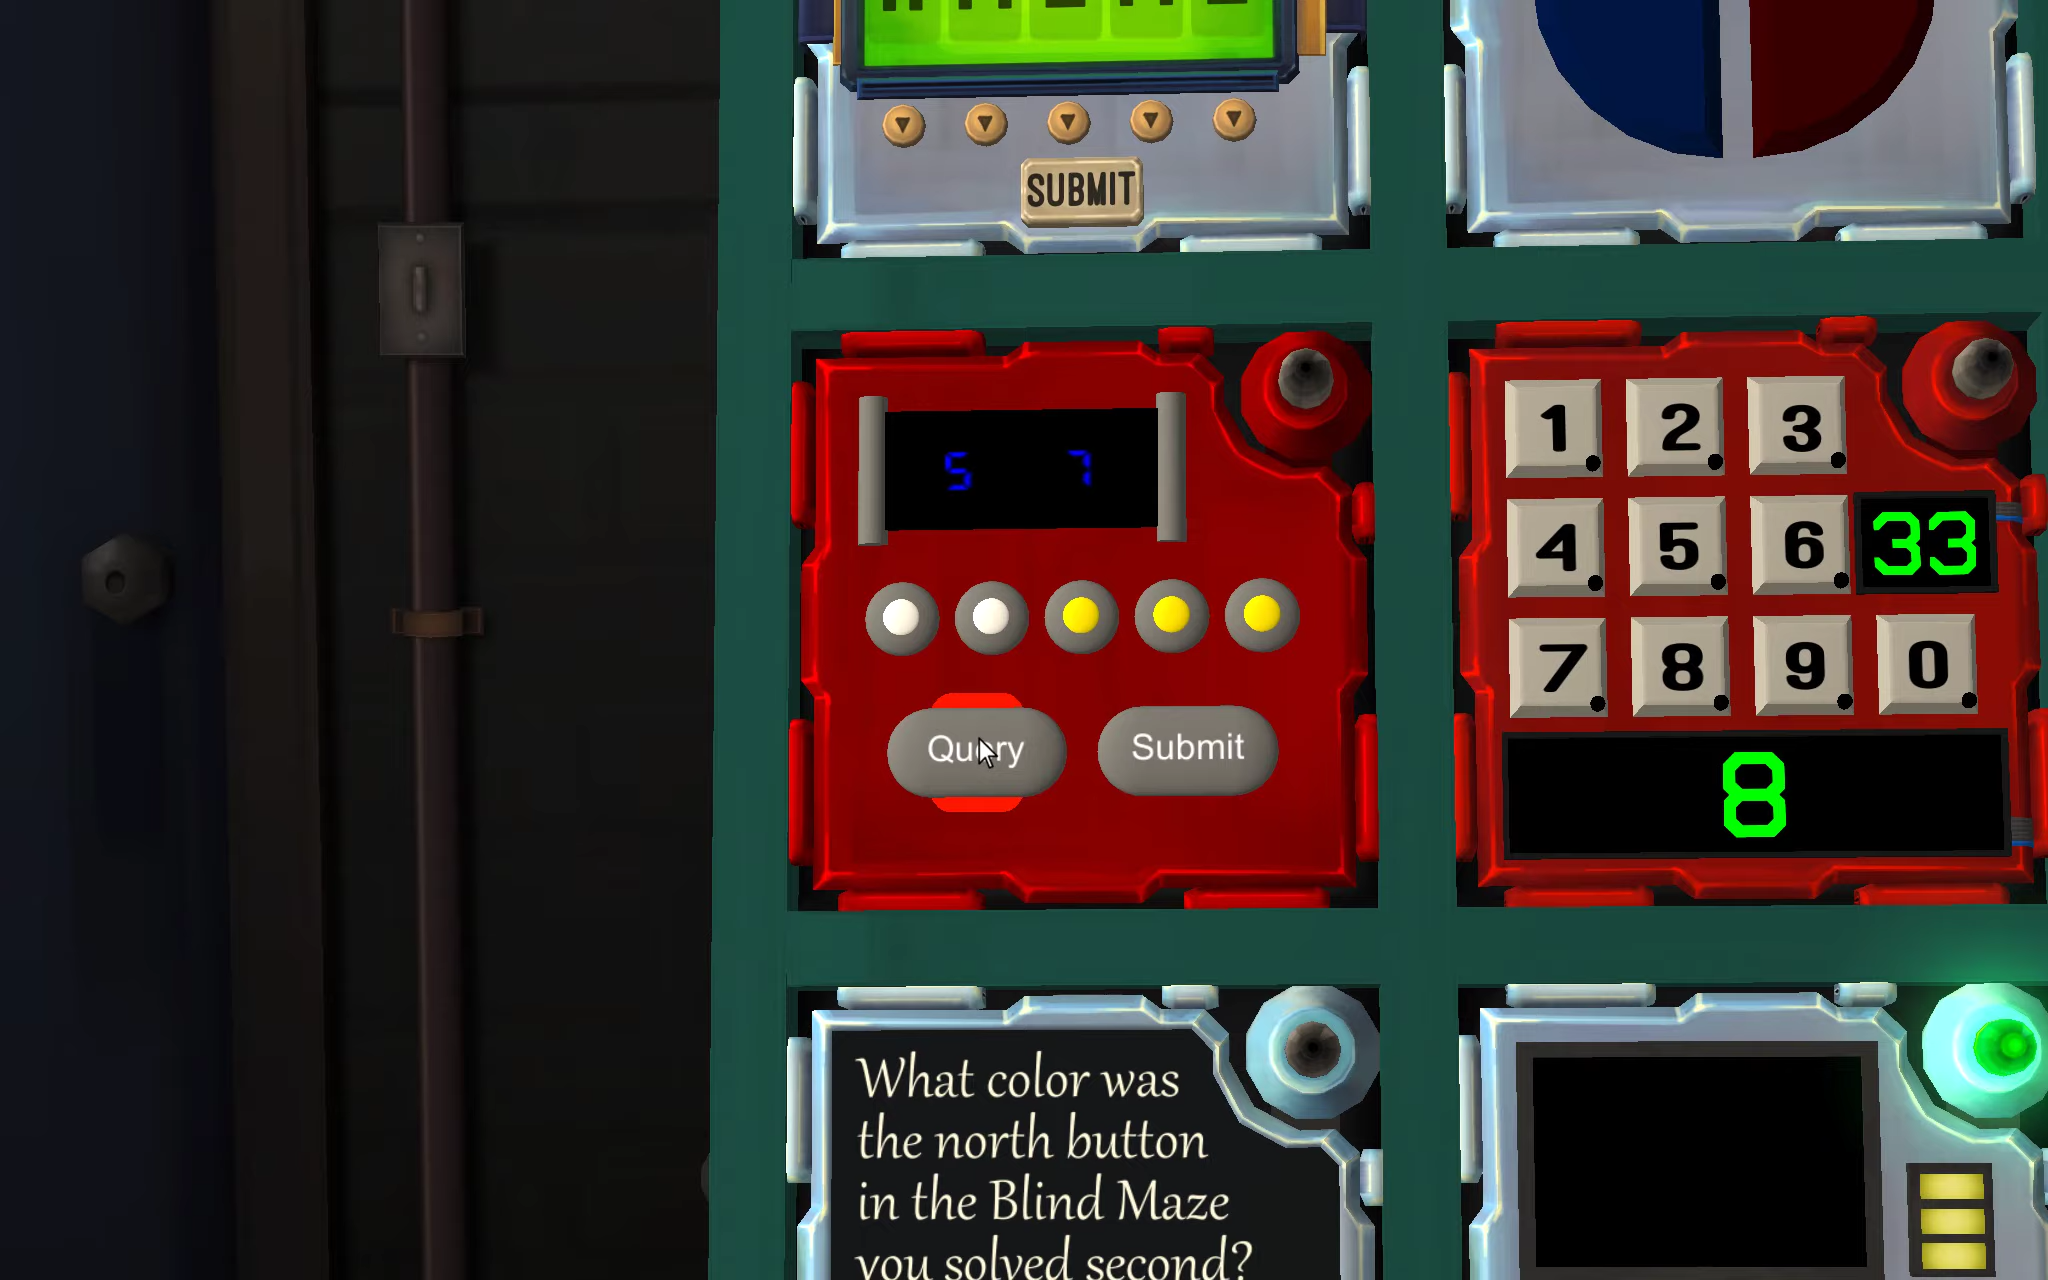 SUBMIT
5 7
Query Submit
1 2 3
4 5 6 33
7 8 9 0
8
What color was
the north button
in the Blind Maze
you solved second?